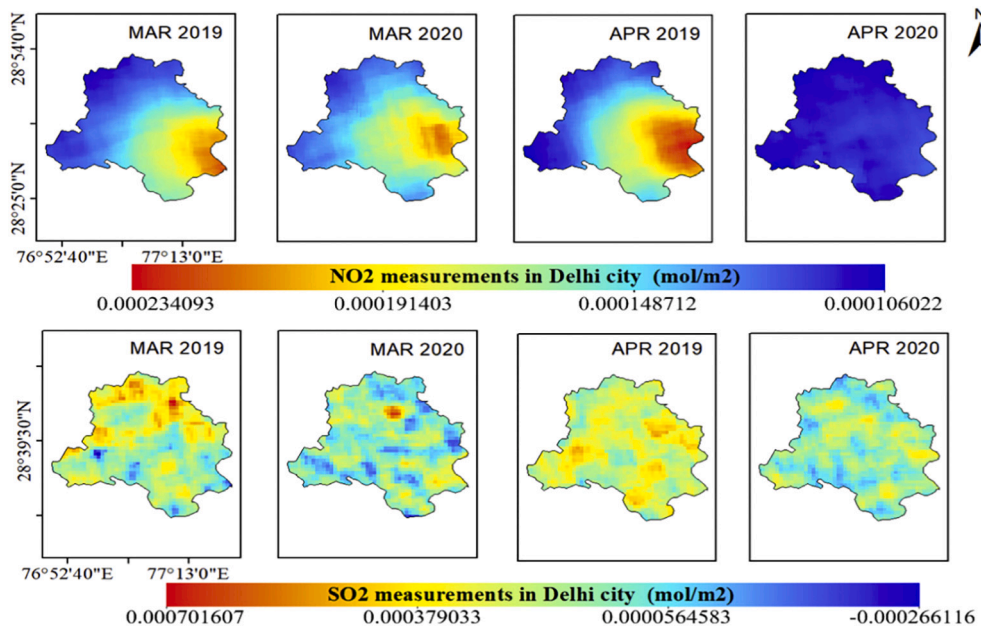 MAR 2019
MAR 2020
APR 2019
APR 2020
N
28°54'0"N
28°25'0"N
76°52'40"E 77°13'0"E
NO2 measurements in Delhi city (mol/m2)
0.000234093 0.000191403 0.000148712 0.000106022
MAR 2019
MAR 2020
APR 2019
APR 2020
28°39'30"N
76°52'40"E 77°13'0"E
SO2 measurements in Delhi city (mol/m2)
0.000701607 0.000379033 0.0000564583 -0.000266116